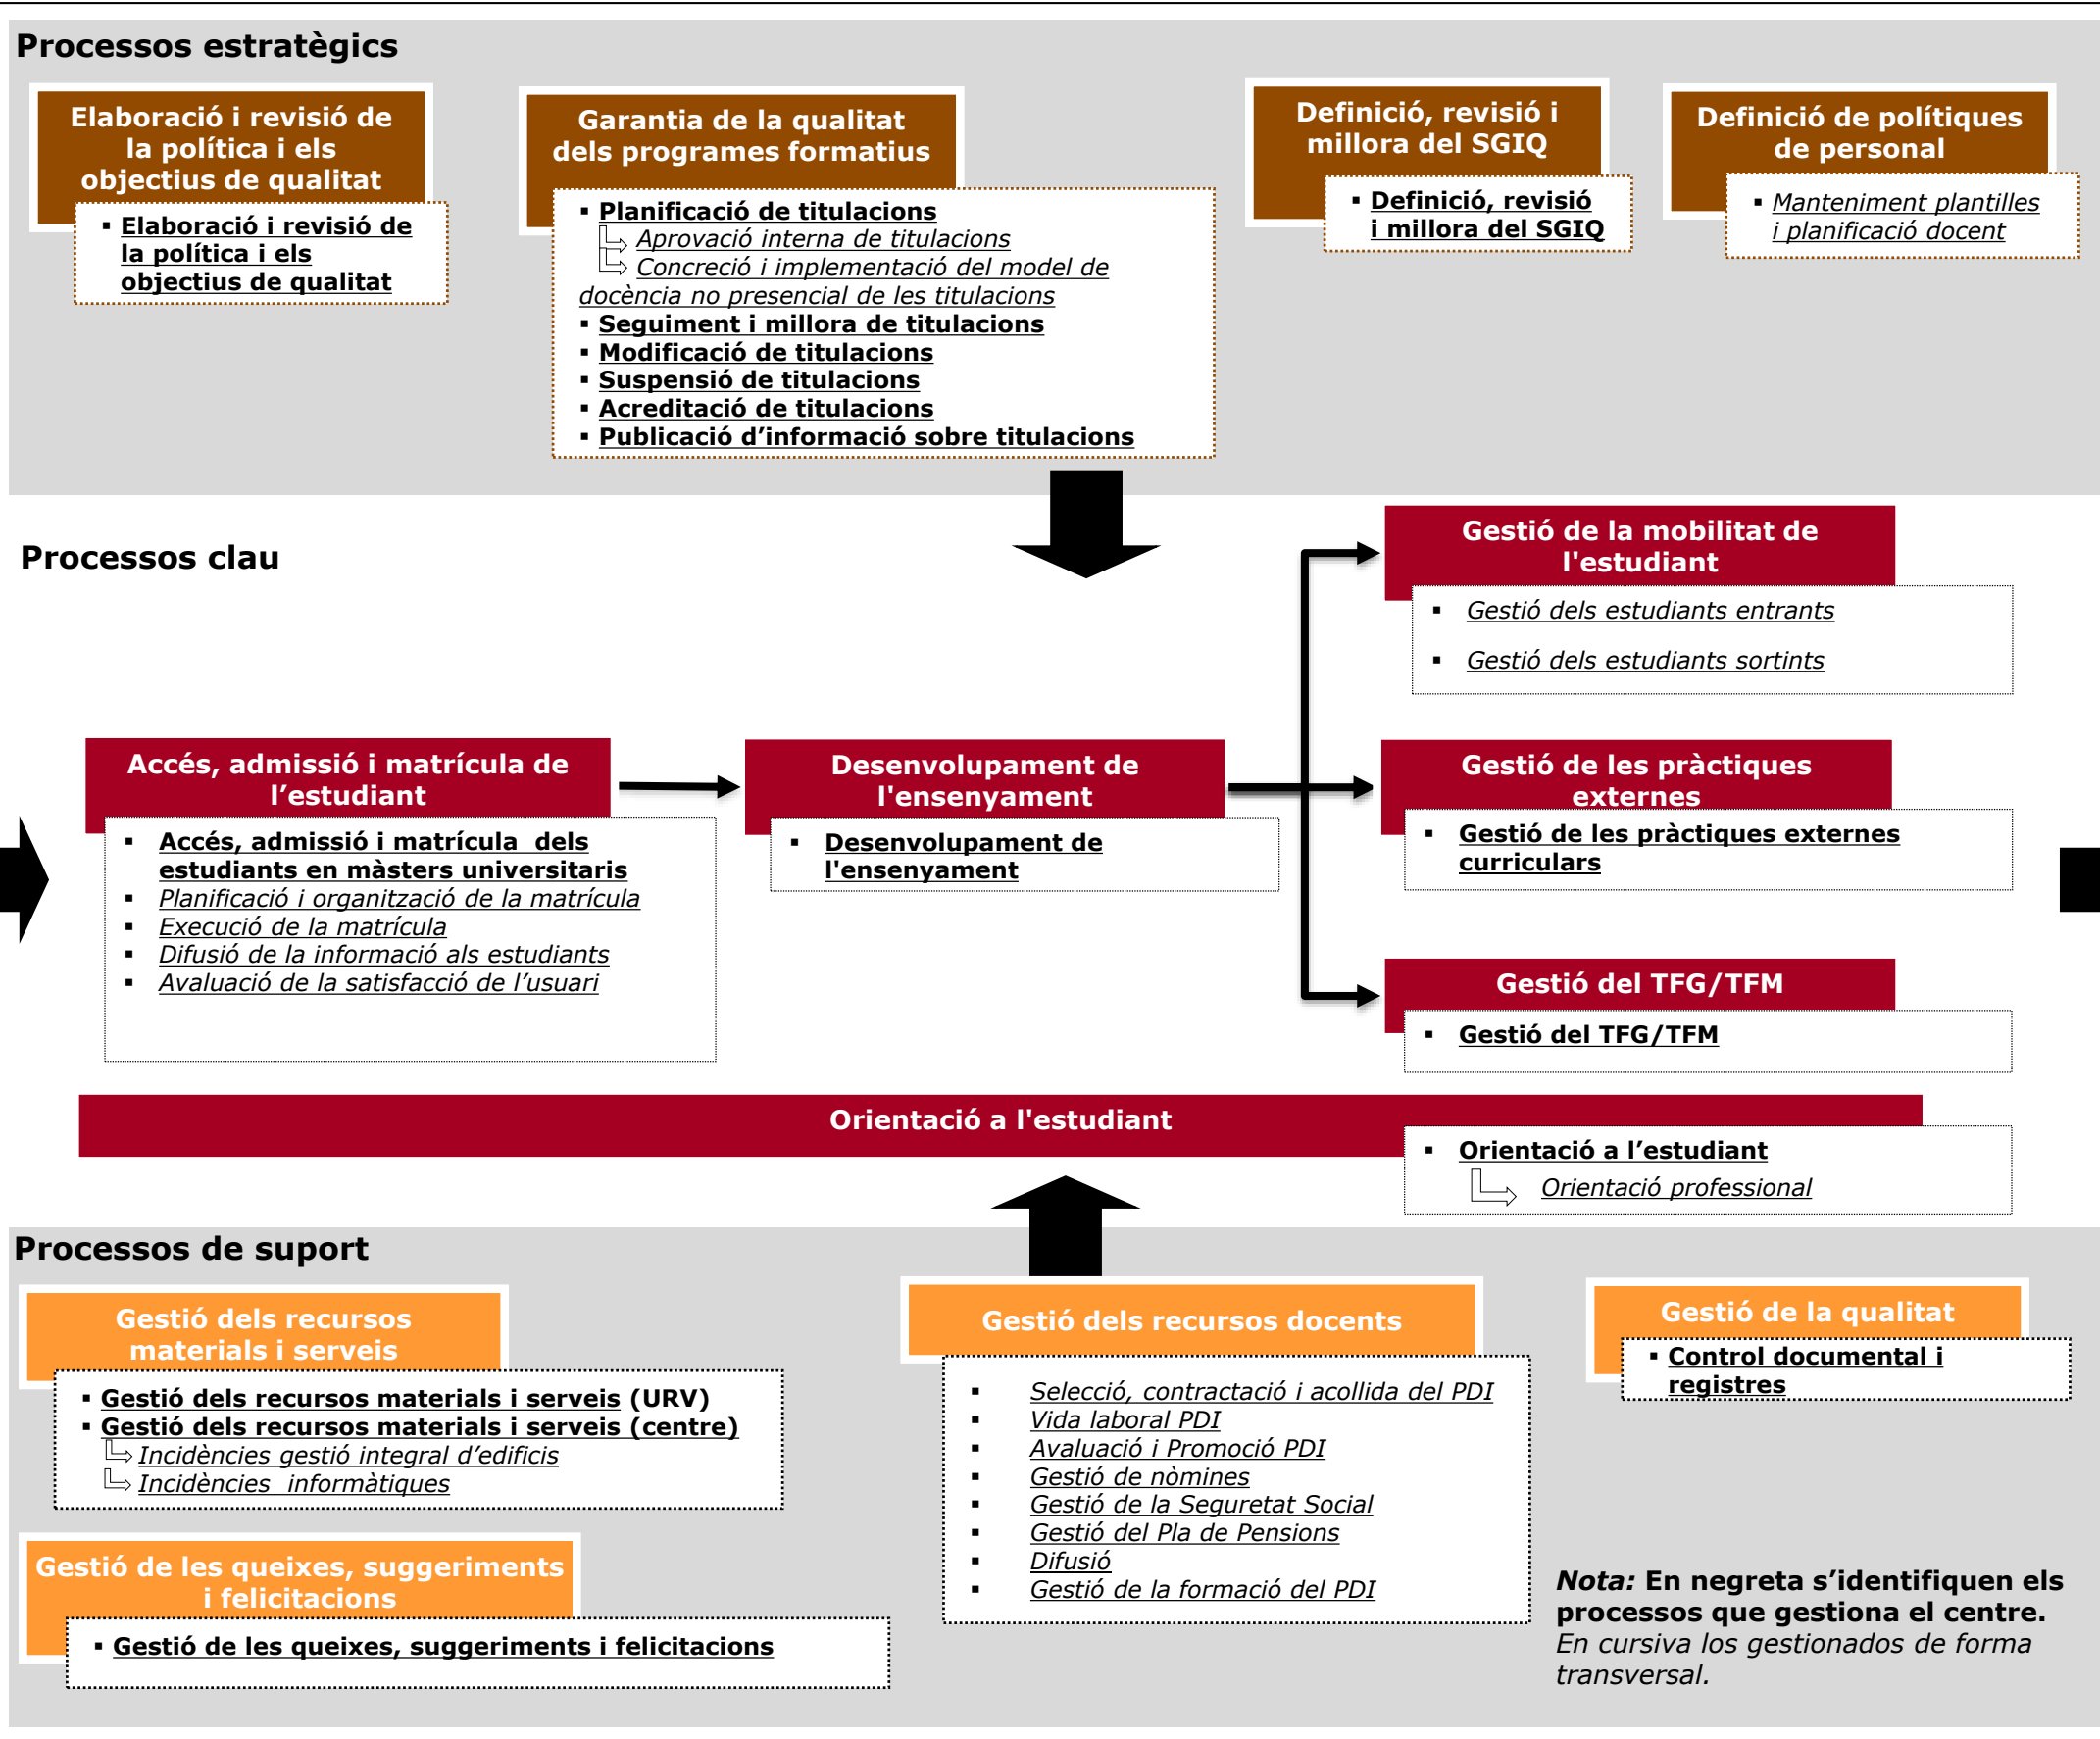 Processos estratègics
Elaboració i revisió de
la política i els
objectius de qualitat
▪ Elaboració i revisió de
la política i els
objectius de qualitat
Garantia de la qualitat
dels programes formatius
▪ Planificació de titulacions
Aprovació interna de titulacions
Concreció i implementació del model de
docència no presencial de les titulacions
▪ Seguiment i millora de titulacions
▪ Modificació de titulacions
▪ Suspensió de titulacions
▪ Acreditació de titulacions
▪ Publicació d’informació sobre titulacions
Definició, revisió i
millora del SGIQ
▪ Definició, revisió
i millora del SGIQ
Definició de polítiques
de personal
▪ Manteniment plantilles
i planificació docent
Processos clau
Accés, admissió i matrícula de
l’estudiant
▪ Accés, admissió i matrícula  dels
estudiants en màsters universitaris
▪ Planificació i organització de la matrícula
▪ Execució de la matrícula
▪ Difusió de la informació als estudiants
▪ Avaluació de la satisfacció de l’usuari
Desenvolupament de
l'ensenyament
▪ Desenvolupament de
l'ensenyament
Gestió de la mobilitat de
l'estudiant
▪ Gestió dels estudiants entrants
▪ Gestió dels estudiants sortints
Gestió de les pràctiques
externes
▪ Gestió de les pràctiques externes
curriculars
Gestió del TFG/TFM
▪ Gestió del TFG/TFM
Orientació a l'estudiant
▪ Orientació a l’estudiant
Orientació professional
Processos de suport
Gestió dels recursos
materials i serveis
▪ Gestió dels recursos materials i serveis (URV)
▪ Gestió dels recursos materials i serveis (centre)
Incidències gestió integral d’edificis
Incidències  informàtiques
Gestió de les queixes, suggeriments
i felicitacions
▪ Gestió de les queixes, suggeriments i felicitacions
Gestió dels recursos docents
▪ Selecció, contractació i acollida del PDI
▪ Vida laboral PDI
▪ Avaluació i Promoció PDI
▪ Gestió de nòmines
▪ Gestió de la Seguretat Social
▪ Gestió del Pla de Pensions
▪ Difusió
▪ Gestió de la formació del PDI
Gestió de la qualitat
▪ Control documental i
registres
Nota: En negreta s’identifiquen els
processos que gestiona el centre.
En cursiva los gestionados de forma
transversal.